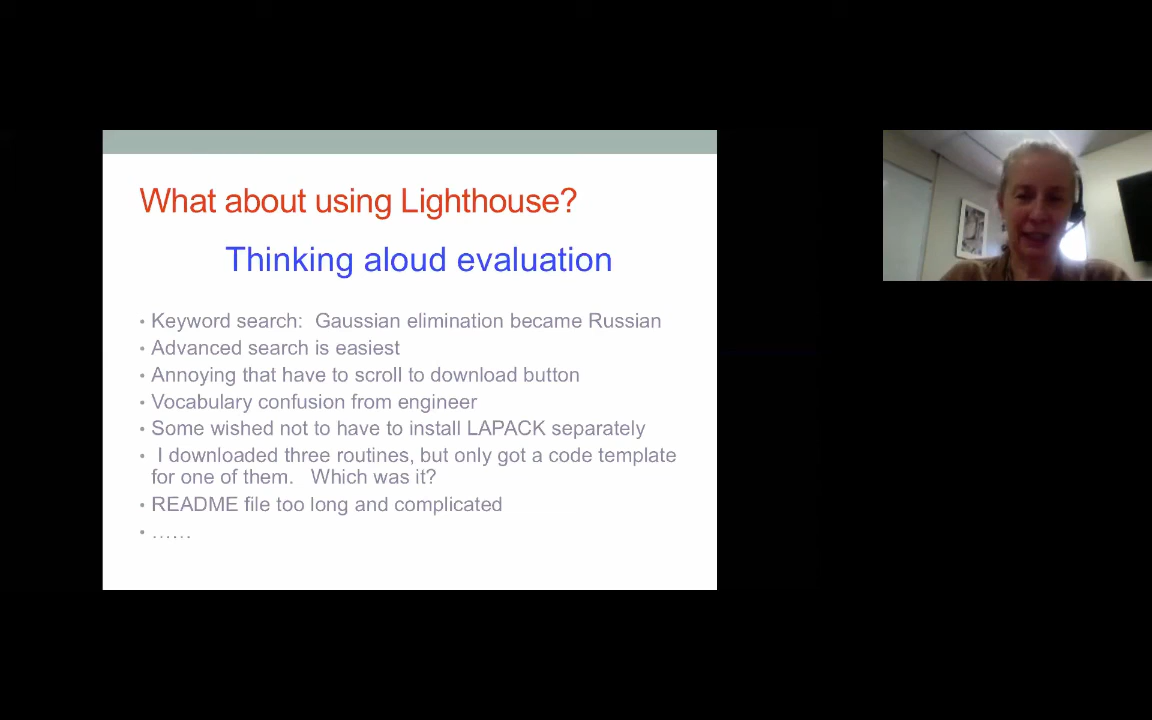 What about using Lighthouse?
Thinking aloud evaluation
• Keyword search:  Gaussian elimination became Russian
• Advanced search is easiest
• Annoying that have to scroll to download button
• Vocabulary confusion from engineer
• Some wished not to have to install LAPACK separately
•  I downloaded three routines, but only got a code template
for one of them.   Which was it?
• README file too long and complicated
• ……